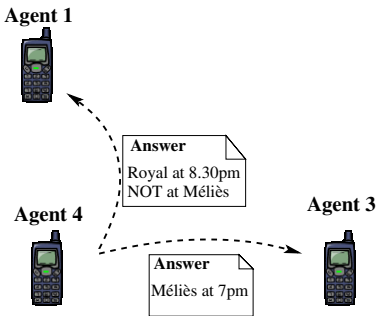 Agent 1
Answer
Royal at 8.30pm
NOT at Méliès
Agent 4
Agent 3
Answer
Méliès at 7pm